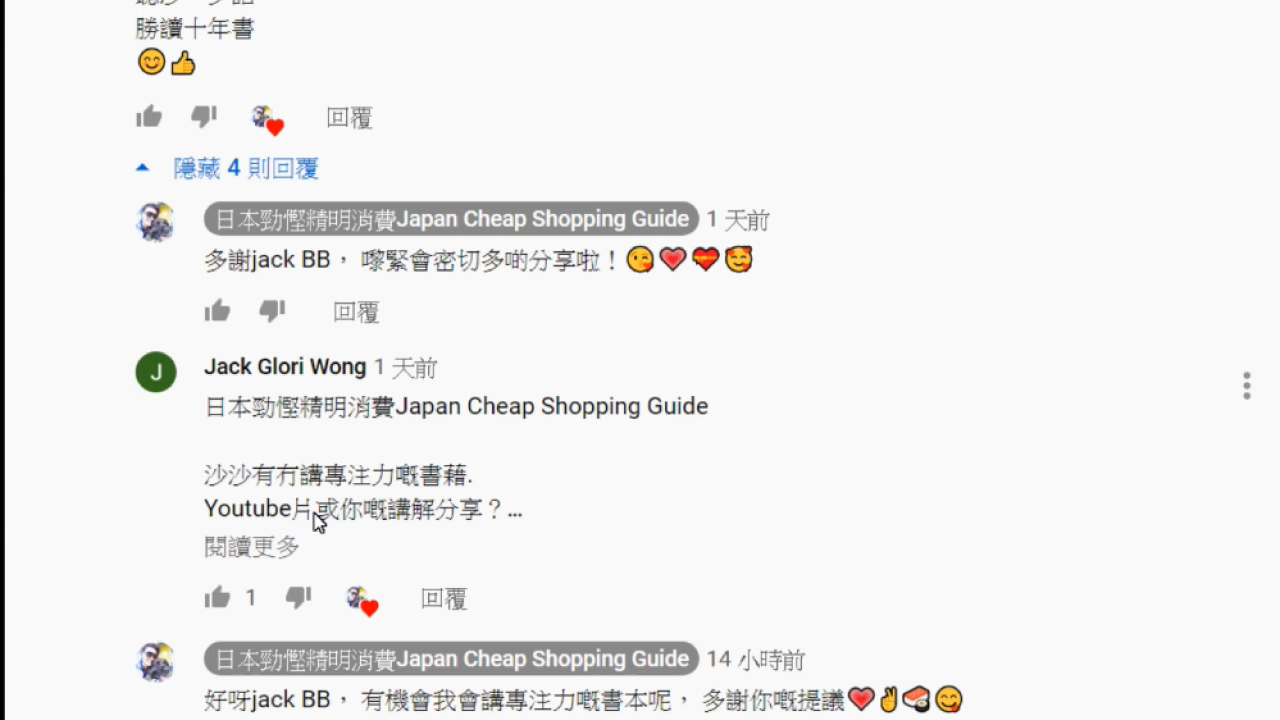 勝讀十年書
😊👍
回覆
隱藏 4 則回覆
日本勁慳精明消費Japan Cheap Shopping Guide 1 天前
多謝jack BB， 嚟緊會密切多啲分享啦！😘💗💝🥰
回覆
J Jack Glori Wong 1 天前
日本勁慳精明消費Japan Cheap Shopping Guide
沙沙有冇講專注力嘅書藉.
Youtube片或你嘅講解分享？...
閱讀更多
1 回覆
日本勁慳精明消費Japan Cheap Shopping Guide 14 小時前
好呀jack BB， 有機會我會講專注力嘅書本呢， 多謝你嘅提議❤️✌️🍣😋